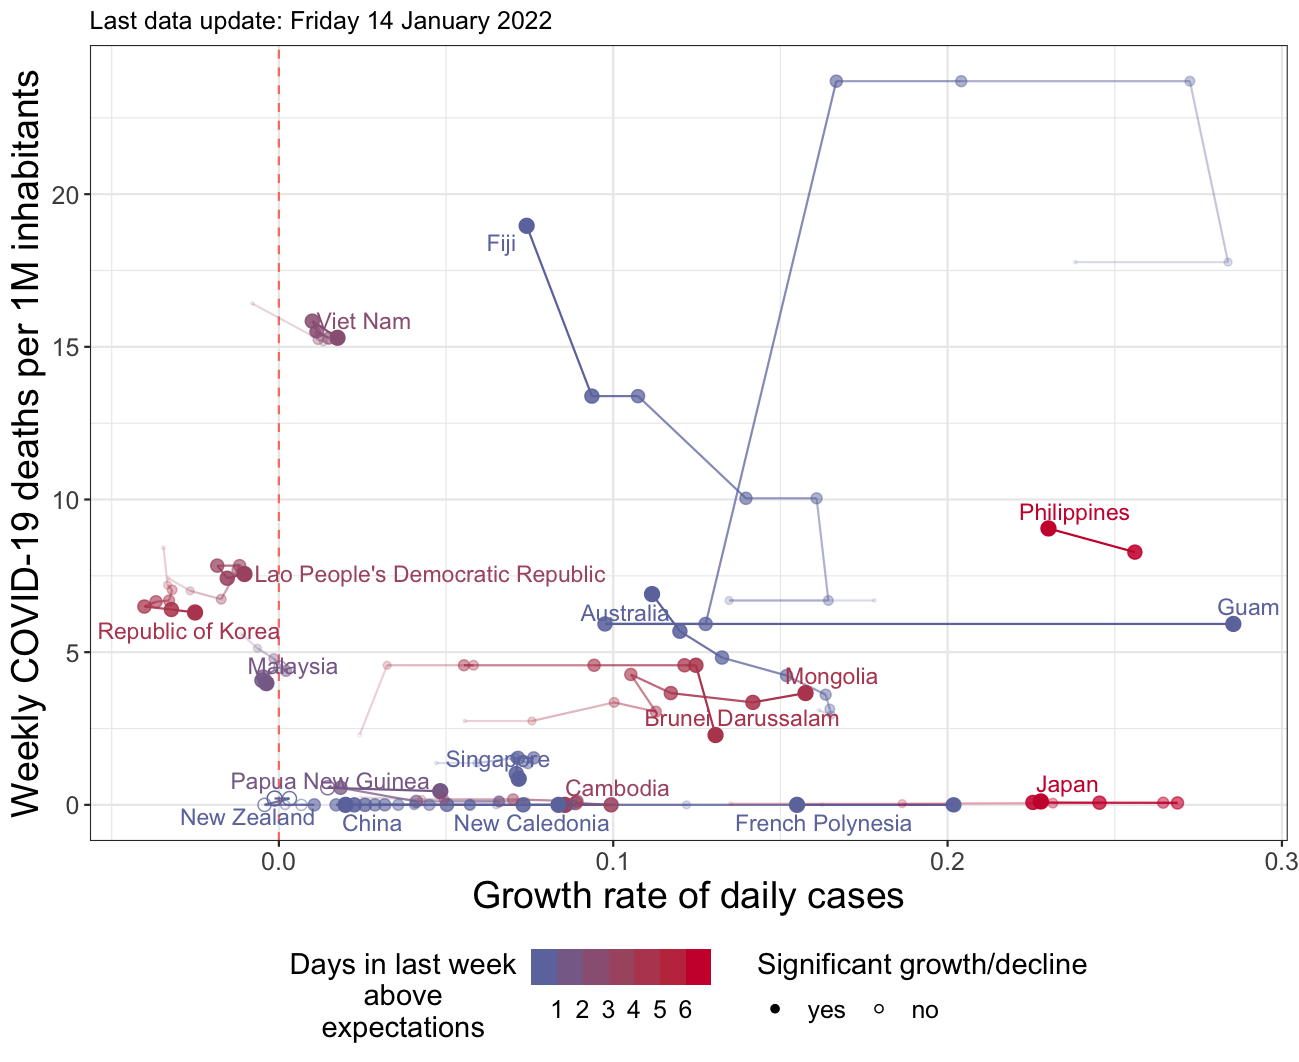 Last data update: Friday 14 January 2022
Weekly COVID-19 deaths per 1M inhabitants
20
15
10
5
0
Fiji
Viet Nam
Philippines
Lao People's Democratic Republic
Guam
Australia
Republic of Korea
Malaysia
Mongolia
Brunei Darussalam
Singapore
Papua New Guinea
Cambodia
Japan
New Zealand
China
New Caledonia
French Polynesia
0.0
0.1
0.2
0.3
Growth rate of daily cases
Days in last week
above
expectations
1 2 3 4 5 6
Significant growth/decline
yes
no